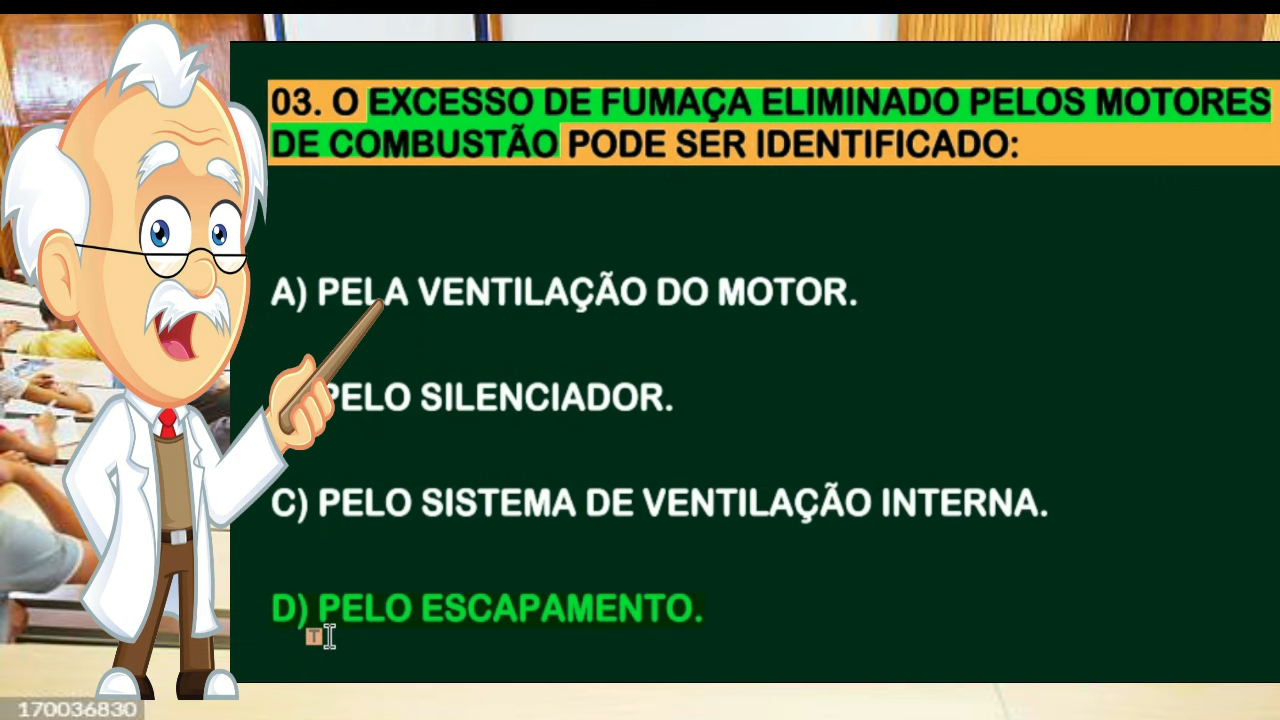 03. O EXCESSO DE FUMAÇA ELIMINADO PELOS MOTORES
DE COMBUSTÃO PODE SER IDENTIFICADO:
A) PELA VENTILAÇÃO DO MOTOR.
PELO SILENCIADOR.
C) PELO SISTEMA DE VENTILAÇÃO INTERNA.
D) PELO ESCAPAMENTO.
T
170036830